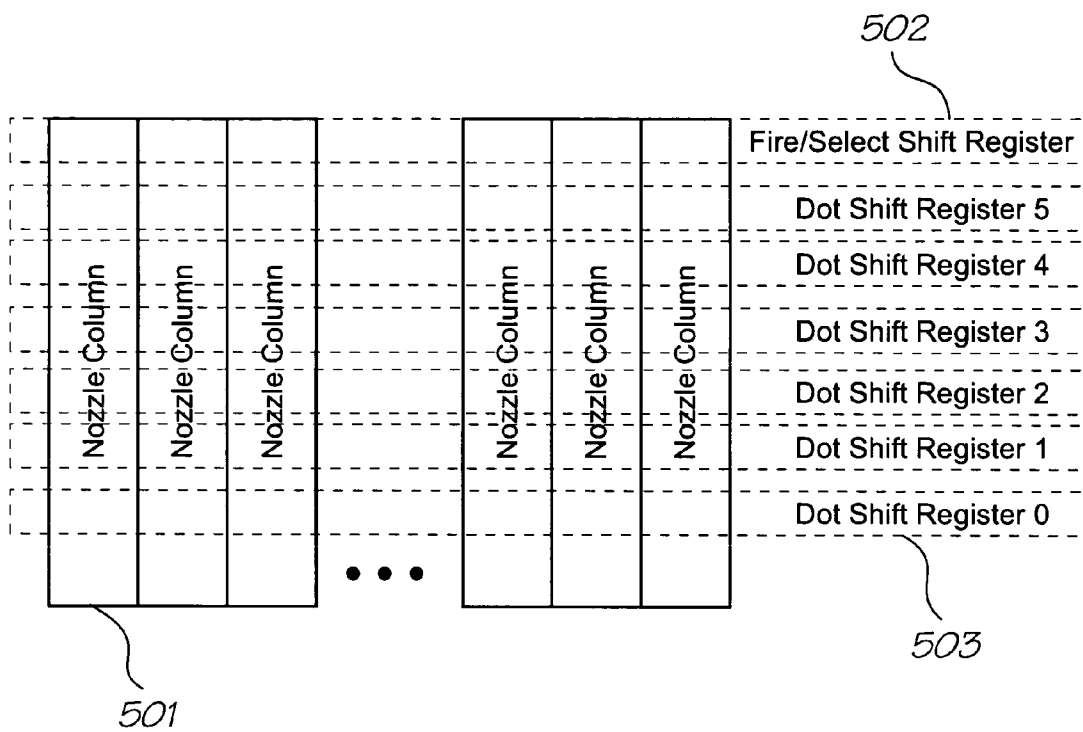 502
Fire/Select Shift Register
Dot Shift Register 5
Dot Shift Register 4
Dot Shift Register 3
Dot Shift Register 2
Dot Shift Register 1
Dot Shift Register 0
Nozzle Column
Nozzle Column
Nozzle Column
Nozzle Column
Nozzle Column
Nozzle Column
503
501